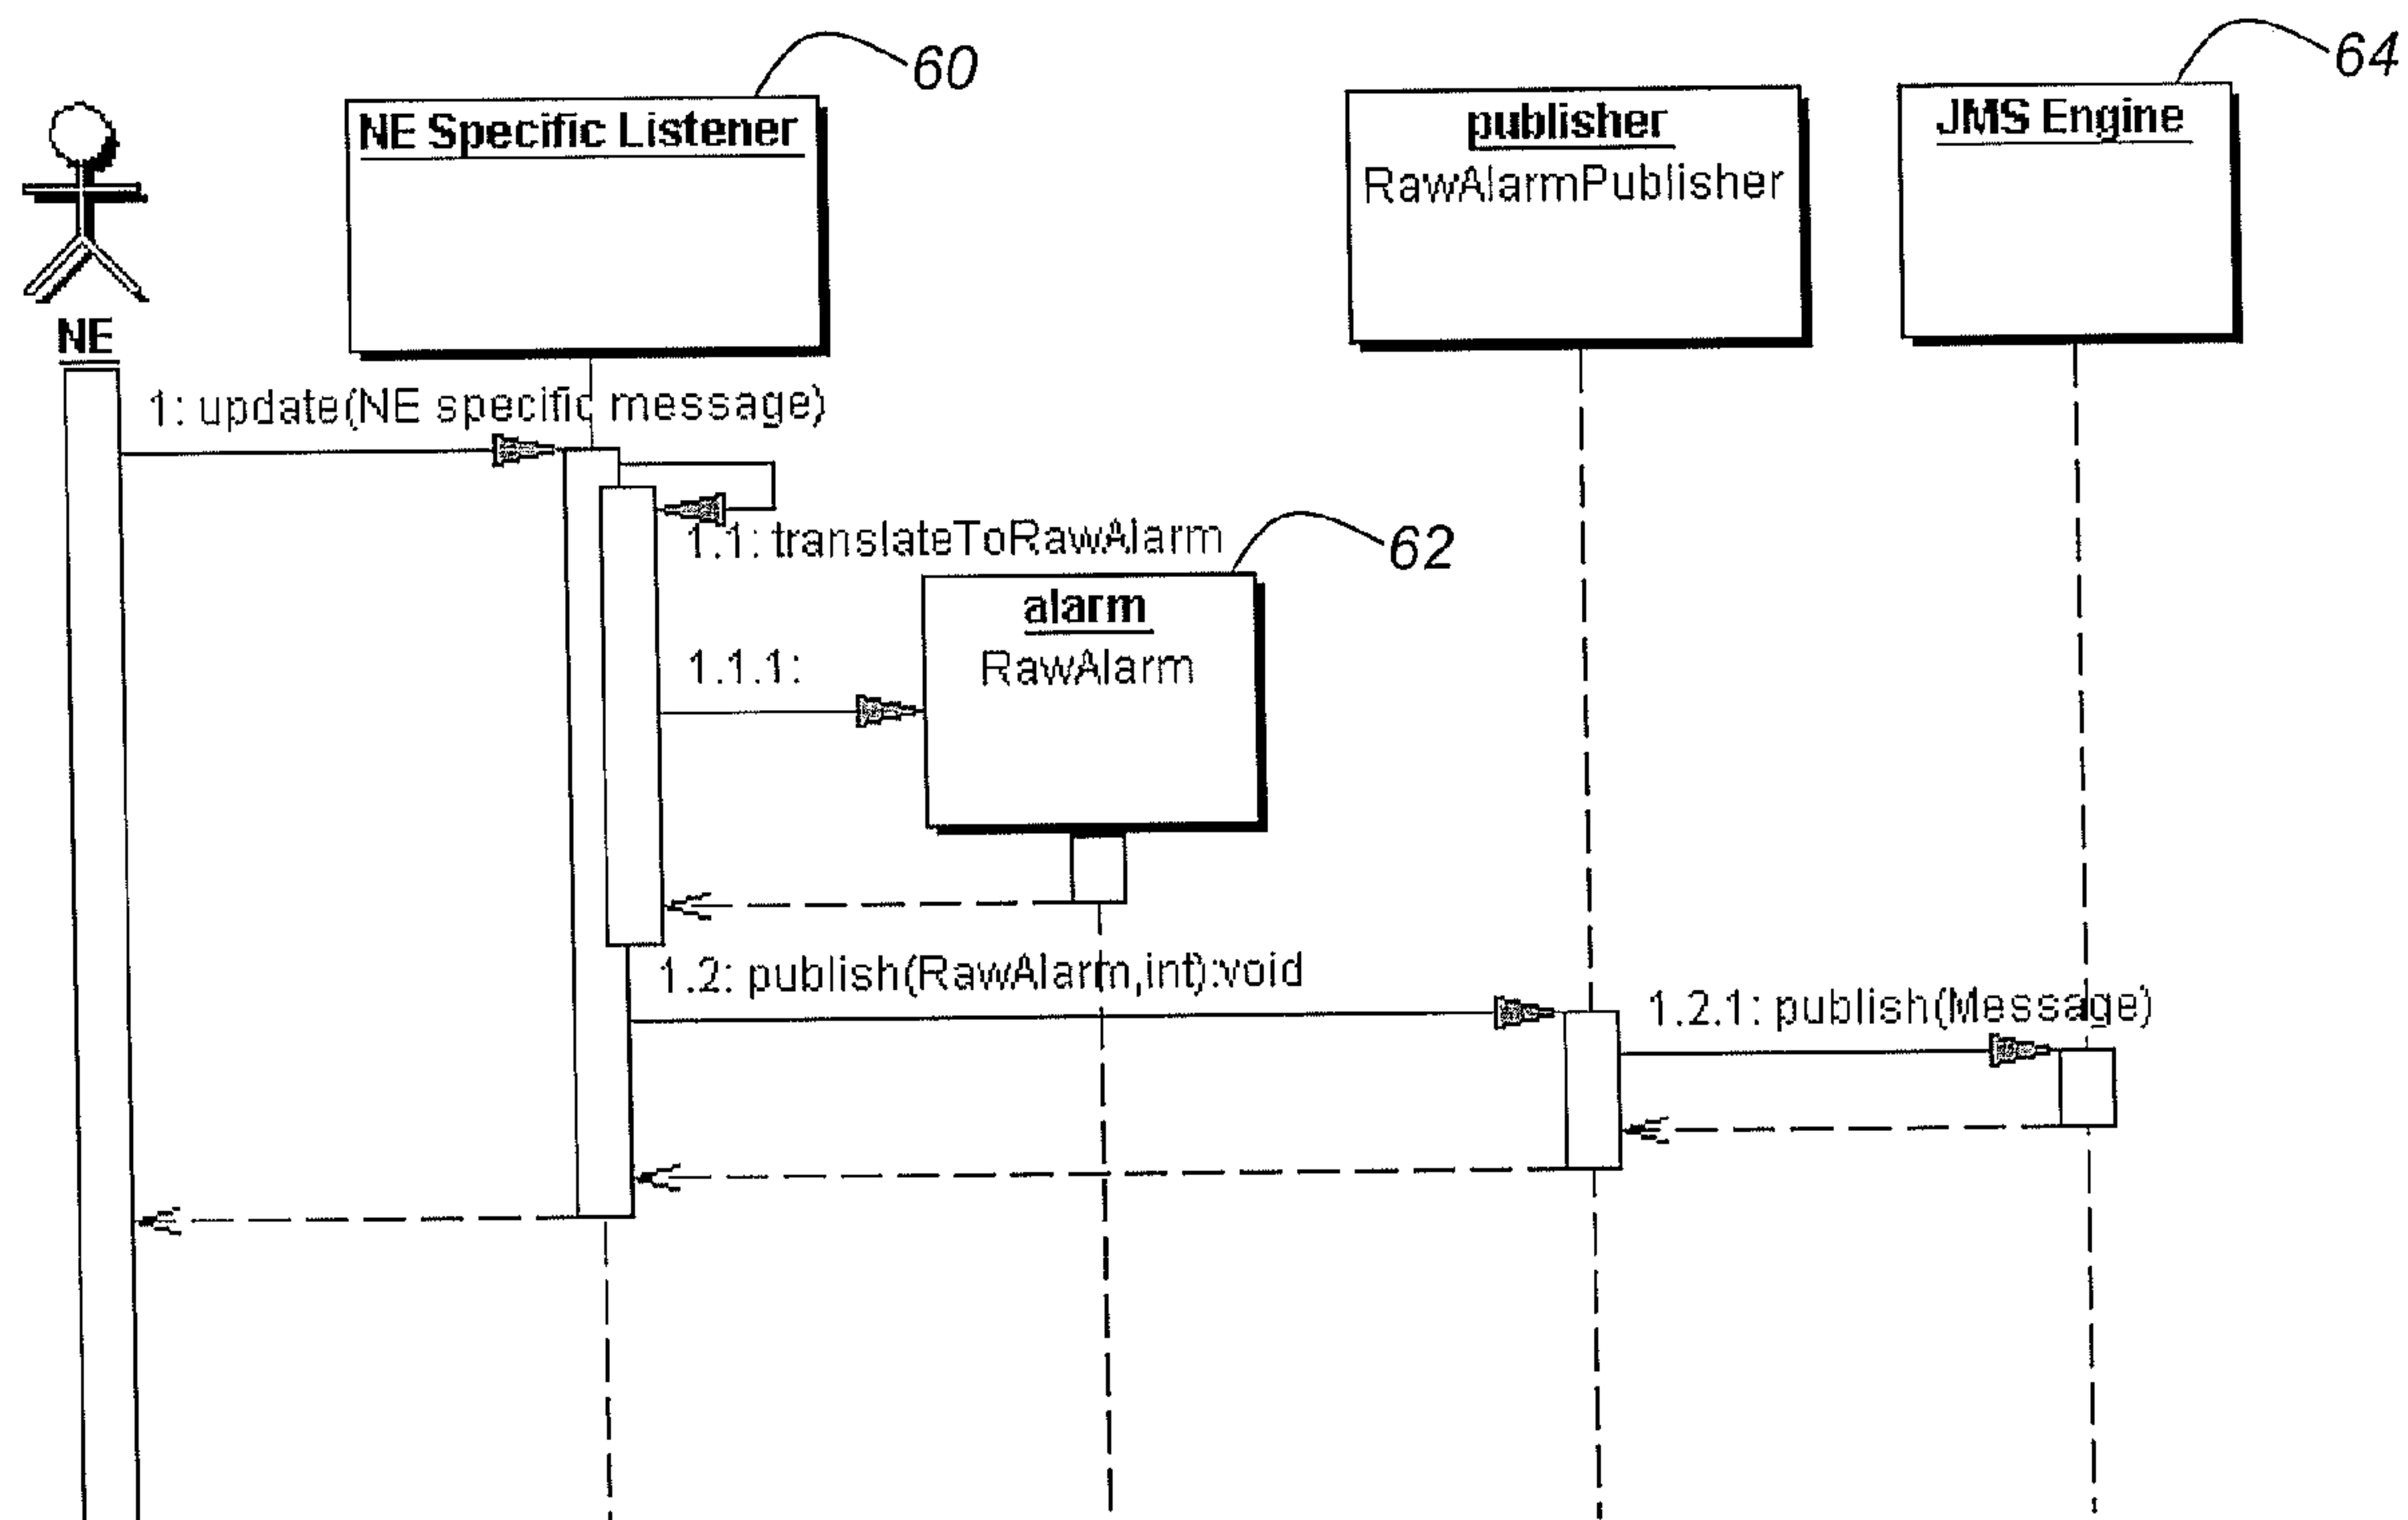 60
64
NE Specific Listener
publisher
RawAlarmPublisher
JMS Engine
NE
1: update(NE specific message)
1.1: translateToRawAlarm
62
alarm
RawAlarm
1.1.1:
1.2: publish(RawAlarm,int):void
1.2.1: publish(Message)